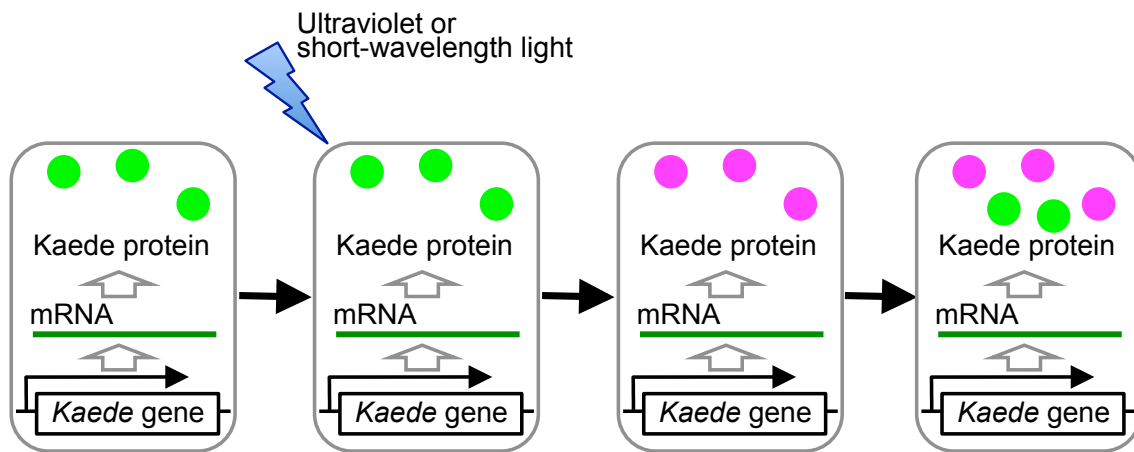 Ultraviolet or
short-wavelength light
Kaede protein
mRNA
Kaede gene
Kaede protein
mRNA
Kaede gene
Kaede protein
mRNA
Kaede gene
Kaede protein
mRNA
Kaede gene